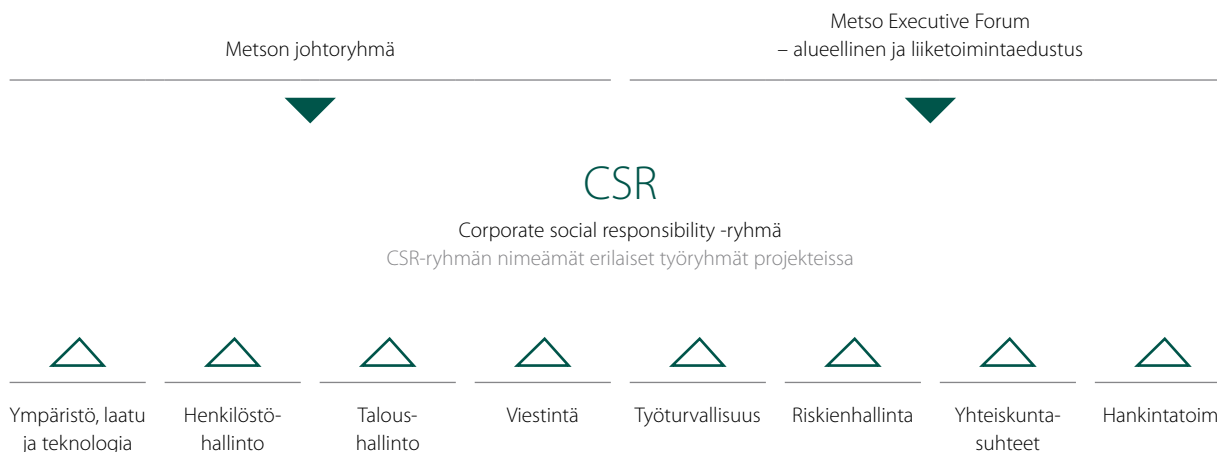 Metson johtoryhmä
Metso Executive Forum
– alueellinen ja liiketoimintaedustus
CSR
Corporate social responsibility -ryhmä
CSR-ryhmän nimeämät erilaiset työryhmät projekteissa
Ympäristö, laatu
ja teknologia
Henkilöstö-
hallinto
Talous-
hallinto
Viestintä
Työturvallisuus
Riskienhallinta
Yhteiskunta-
suhteet
Hankintatoim